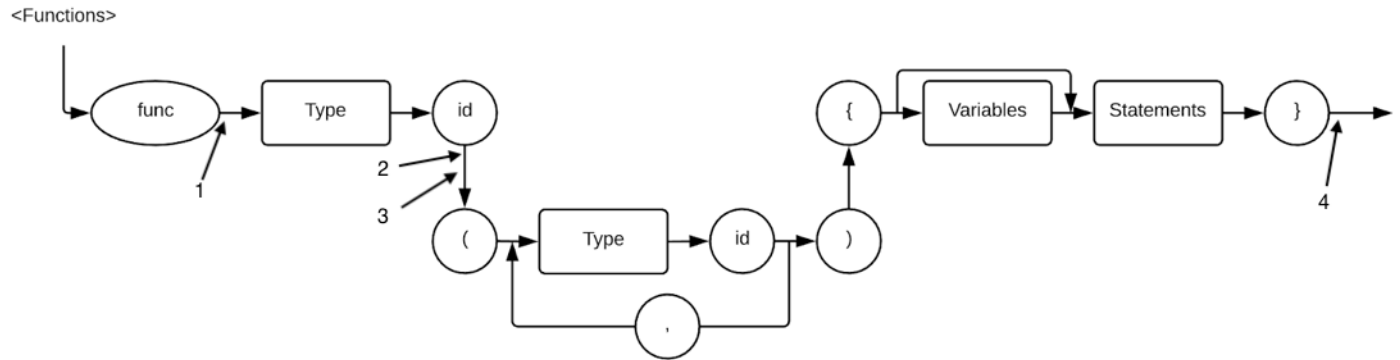 <Functions>
func
Type
id
{
Variables
Statements
}
1
2
3
4
(
Type
id
)
,